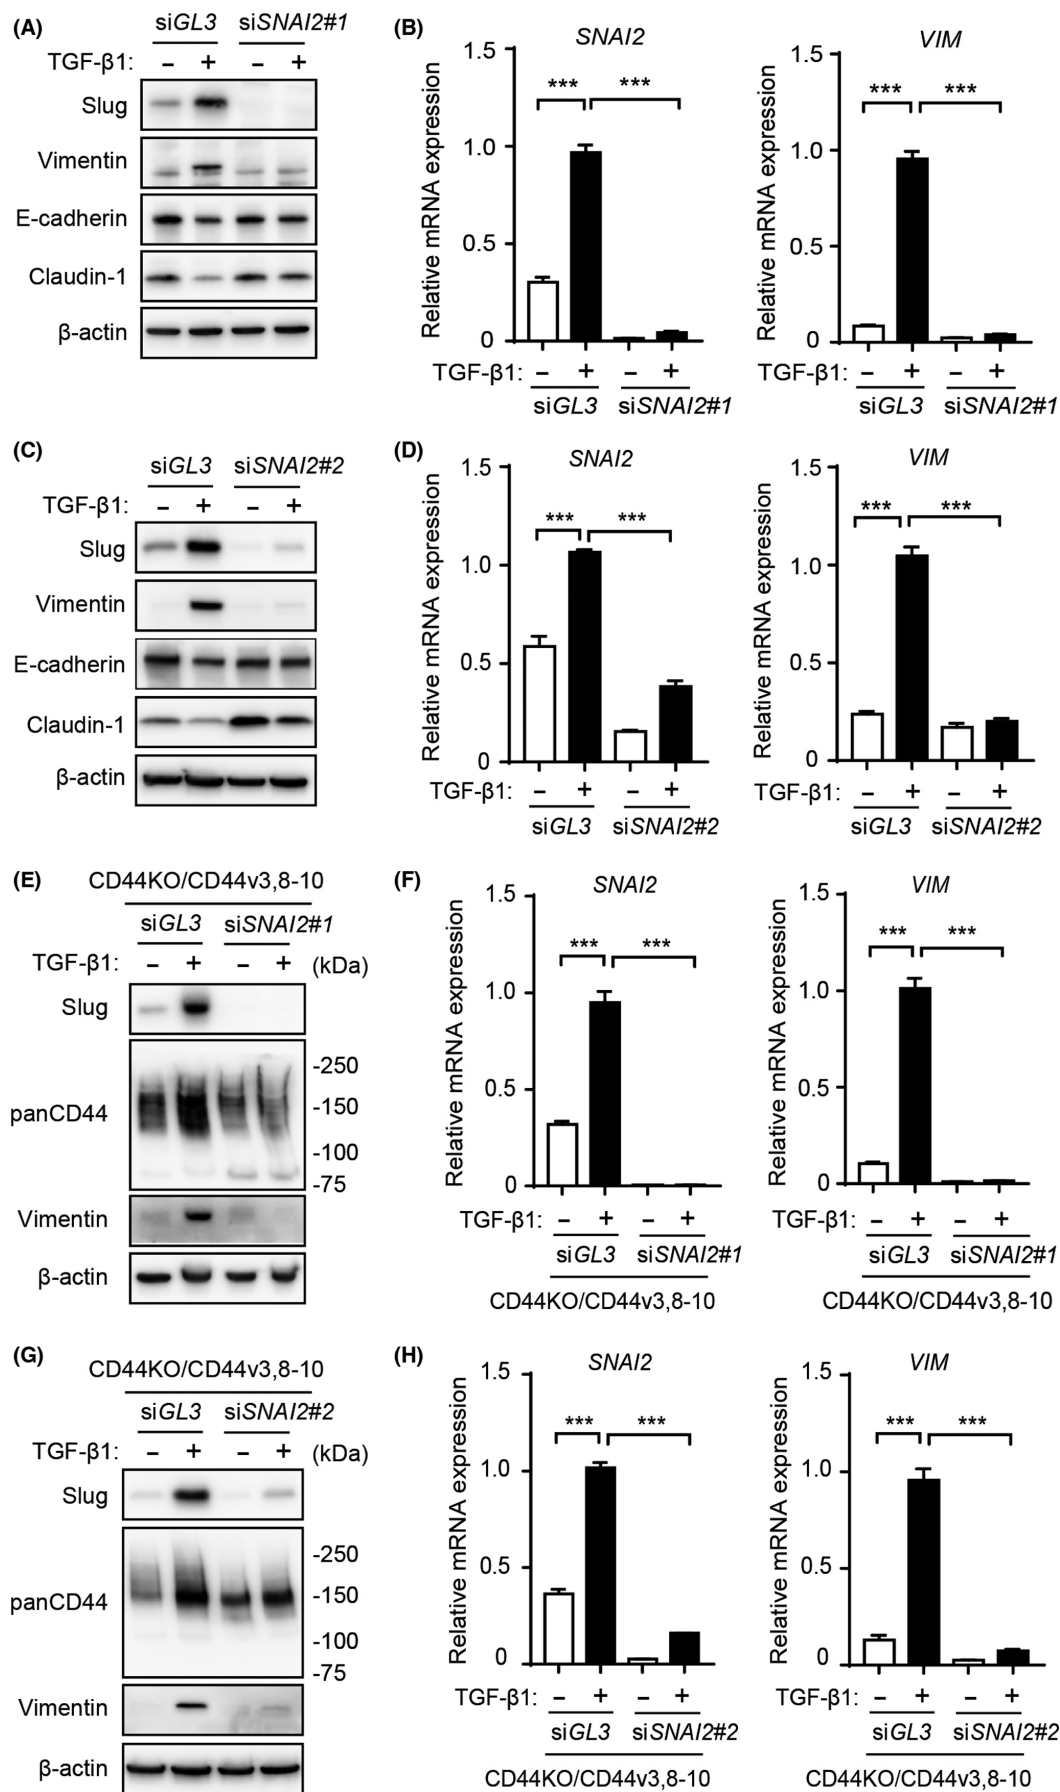 (A)
siGL3 siSNAI2#1
TGF-β1: – + – +
Slug
Vimentin
E-cadherin
Claudin-1
β-actin
(B)
SNAI2
Relative mRNA expression
1.5
1.0
0.5
0
*** ***
TGF-β1: – + – +
siGL3 siSNAI2#1
VIM
Relative mRNA expression
1.5
1.0
0.5
0
*** ***
TGF-β1: – + – +
siGL3 siSNAI2#1
(C)
siGL3 siSNAI2#2
TGF-β1: – + – +
Slug
Vimentin
E-cadherin
Claudin-1
β-actin
(D)
SNAI2
Relative mRNA expression
1.5
1.0
0.5
0
*** ***
TGF-β1: – + – +
siGL3 siSNAI2#2
VIM
Relative mRNA expression
1.5
1.0
0.5
0
*** ***
TGF-β1: – + – +
siGL3 siSNAI2#2
(E)
CD44KO/CD44v3,8-10
siGL3 siSNAI2#1
TGF-β1: – + – + (kDa)
Slug
panCD44
-250
-150
-100
-75
Vimentin
β-actin
(F)
SNAI2
Relative mRNA expression
1.5
1.0
0.5
0
*** ***
TGF-β1: – + – +
siGL3 siSNAI2#1
CD44KO/CD44v3,8-10
VIM
Relative mRNA expression
1.5
1.0
0.5
0
*** ***
TGF-β1: – + – +
siGL3 siSNAI2#1
CD44KO/CD44v3,8-10
(G)
CD44KO/CD44v3,8-10
siGL3 siSNAI2#2
TGF-β1: – + – + (kDa)
Slug
panCD44
-250
-150
-100
-75
Vimentin
β-actin
(H)
SNAI2
Relative mRNA expression
1.5
1.0
0.5
0
*** ***
TGF-β1: – + – +
siGL3 siSNAI2#2
CD44KO/CD44v3,8-10
VIM
Relative mRNA expression
1.5
1.0
0.5
0
*** ***
TGF-β1: – + – +
siGL3 siSNAI2#2
CD44KO/CD44v3,8-10